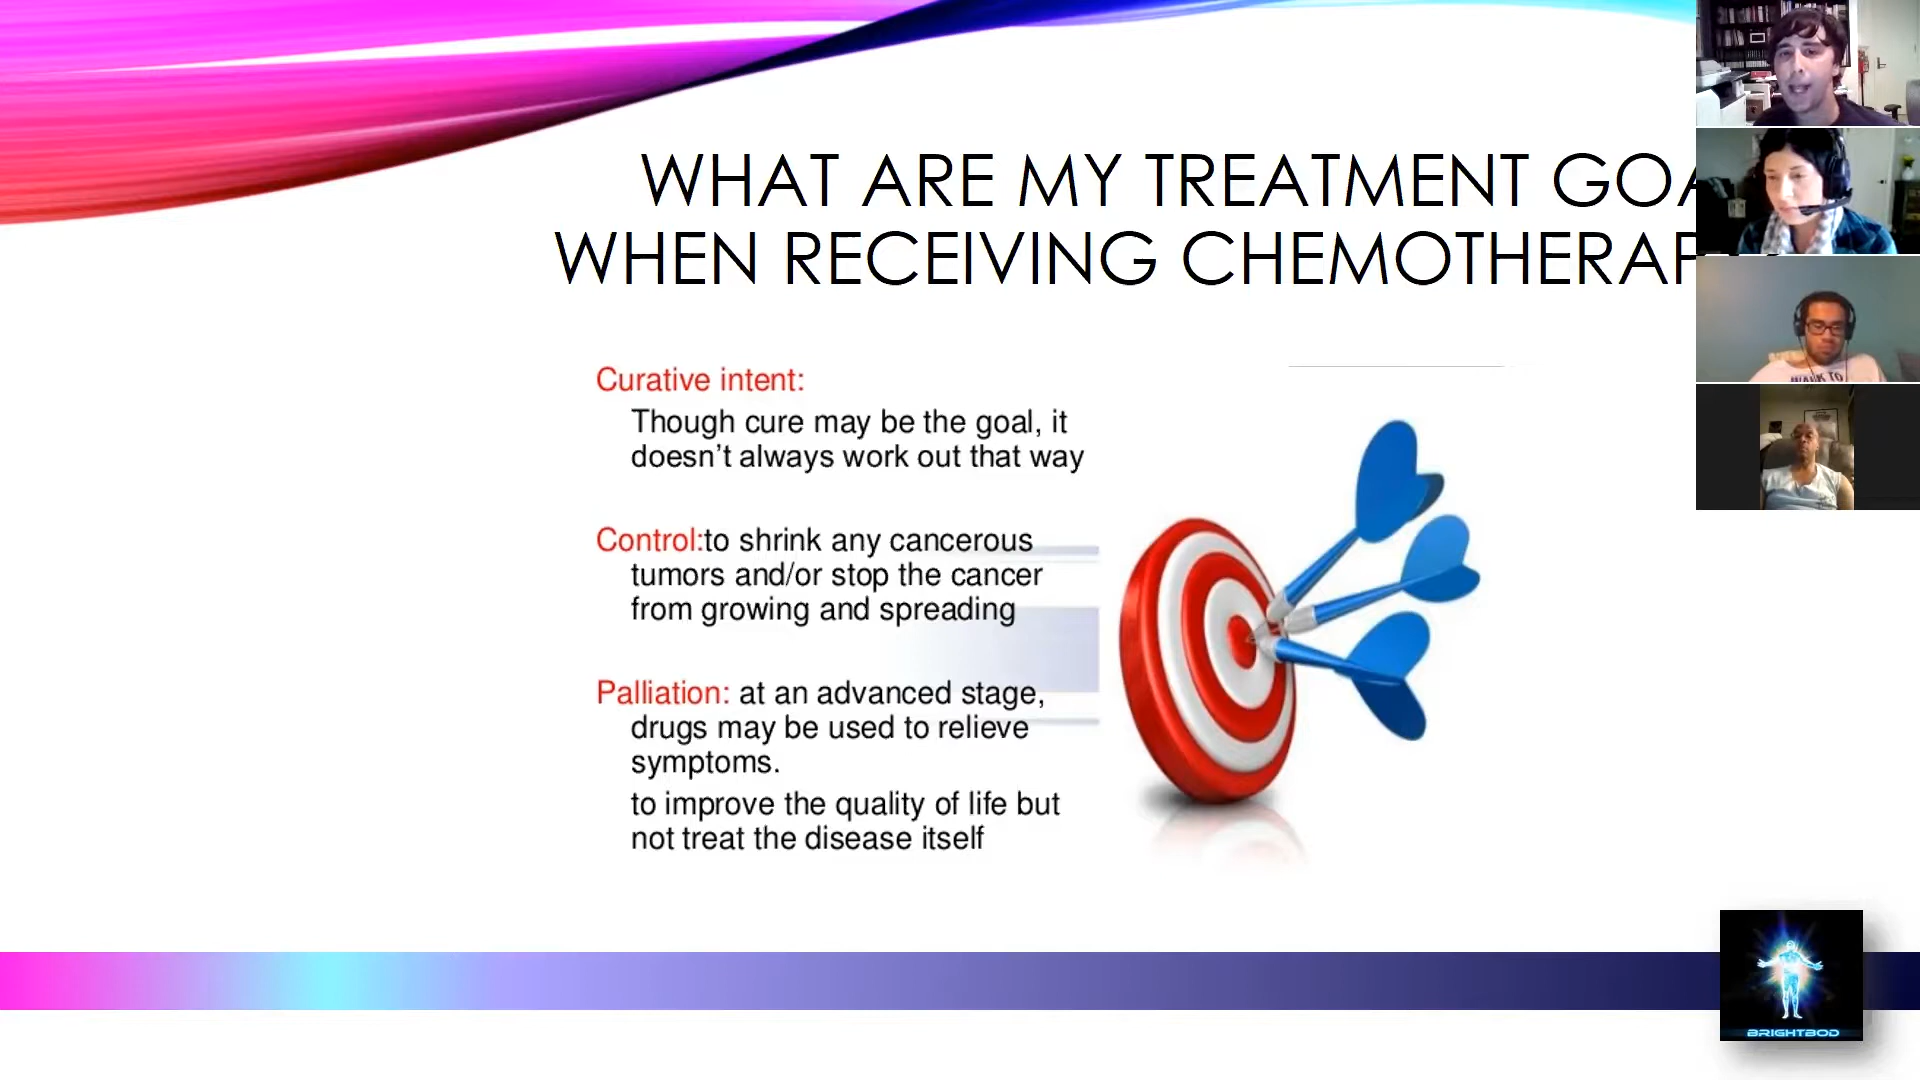 WHAT ARE MY TREATMENT GOA
WHEN RECEIVING CHEMOTHERAP
Curative intent:
Though cure may be the goal, it
doesn't always work out that way
Control:to shrink any cancerous
tumors and/or stop the cancer
from growing and spreading
Palliation: at an advanced stage,
drugs may be used to relieve
symptoms.
to improve the quality of life but
not treat the disease itself
WALK TO
BRIGHTBOD